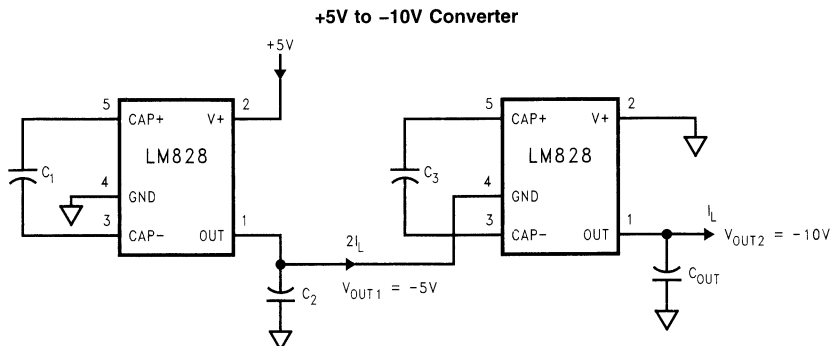 +5V to −10V Converter
+5V
5
CAP+
V+
2
LM828
C1
4
GND
3
CAP-
OUT
1
2IL
C2
VOUT1 = -5V
5
CAP+
V+
2
LM828
C3
4
GND
3
CAP-
OUT
1
IL
VOUT2 = -10V
COUT